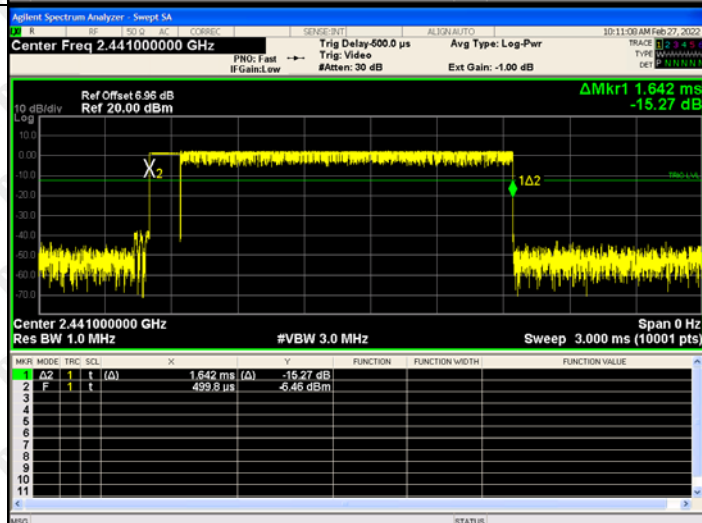 Agilent Spectrum Analyzer - Swept SA
R RF 50 Ω AC CORREC SENSE:INT ALIGN AUTO 10:11:08 AM Feb 27, 2022
Center Freq 2.441000000 GHz
Trig Delay-500.0 µs Avg Type: Log-Pwr TRACE 1 2 3 4 5 6
PNO: Fast Trig: Video TYPE
IFGain:Low #Atten: 30 dB Ext Gain: -1.00 dB DET P N N N N N
ΔMkr1 1.642 ms
-15.27 dB
Ref Offset 6.96 dB
10 dB/div Ref 20.00 dBm
Log
10.0
0.00
-10.0
-20.0
-30.0
-40.0
-50.0
-60.0
-70.0
X2
1Δ2
TRIG LVL
Center 2.441000000 GHz Span 0 Hz
Res BW 1.0 MHz #VBW 3.0 MHz Sweep 3.000 ms (10001 pts)
MKR MODE TRC SCL X Y FUNCTION FUNCTION WIDTH FUNCTION VALUE
1 Δ2 1 t (Δ) 1.642 ms (Δ) -15.27 dB
2 F 1 t 499.8 µs -6.46 dBm
3
4
5
6
7
8
9
10
11
MSG STATUS